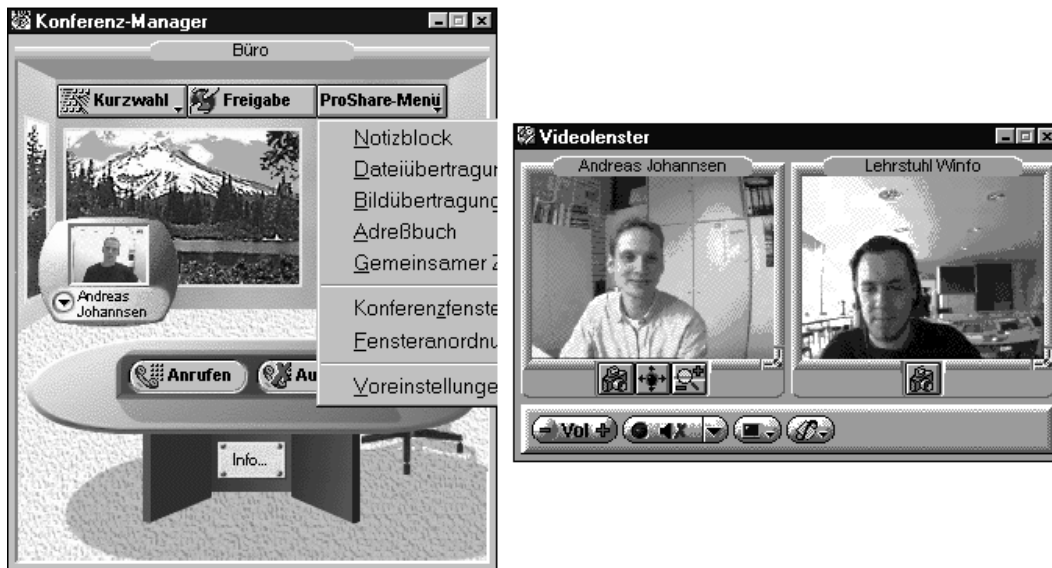 Konferenz-Manager
Büro
Kurzwahl
Freigabe
ProShare-Menü
Notizblock
Dateiübertragun
Bildübertragung
Adreßbuch
Gemeinsamer Z
Konferenzfenste
Fensteranordnu
Voreinstellunge
Andreas
Johannsen
Anrufen
Au
Info...
Videofenster
Andreas Johannsen
Lehrstuhl Winfo
Vol